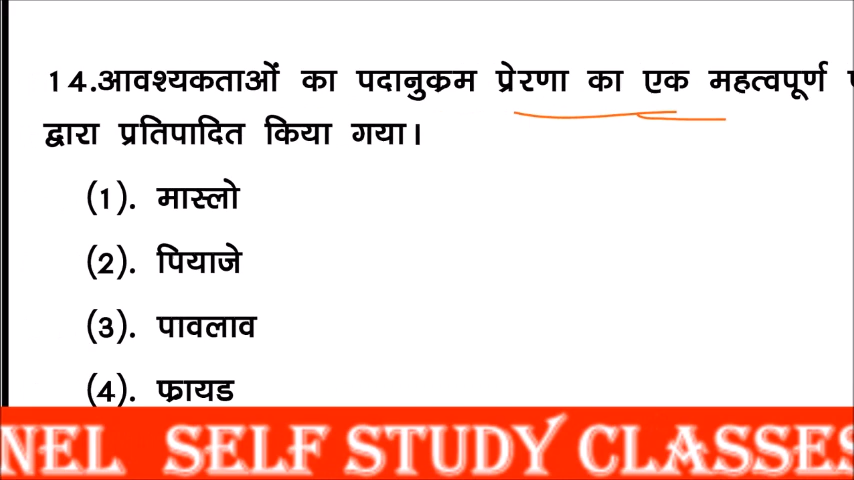 14.आवश्यकताओं का पदानुक्रम प्रेरणा का एक महत्वपूर्ण
द्वारा प्रतिपादित किया गया।
(1). मास्लो
(2). पियाजे
(3). पावलाव
(4). फ्रायड
NEL SELF STUDY CLASSES